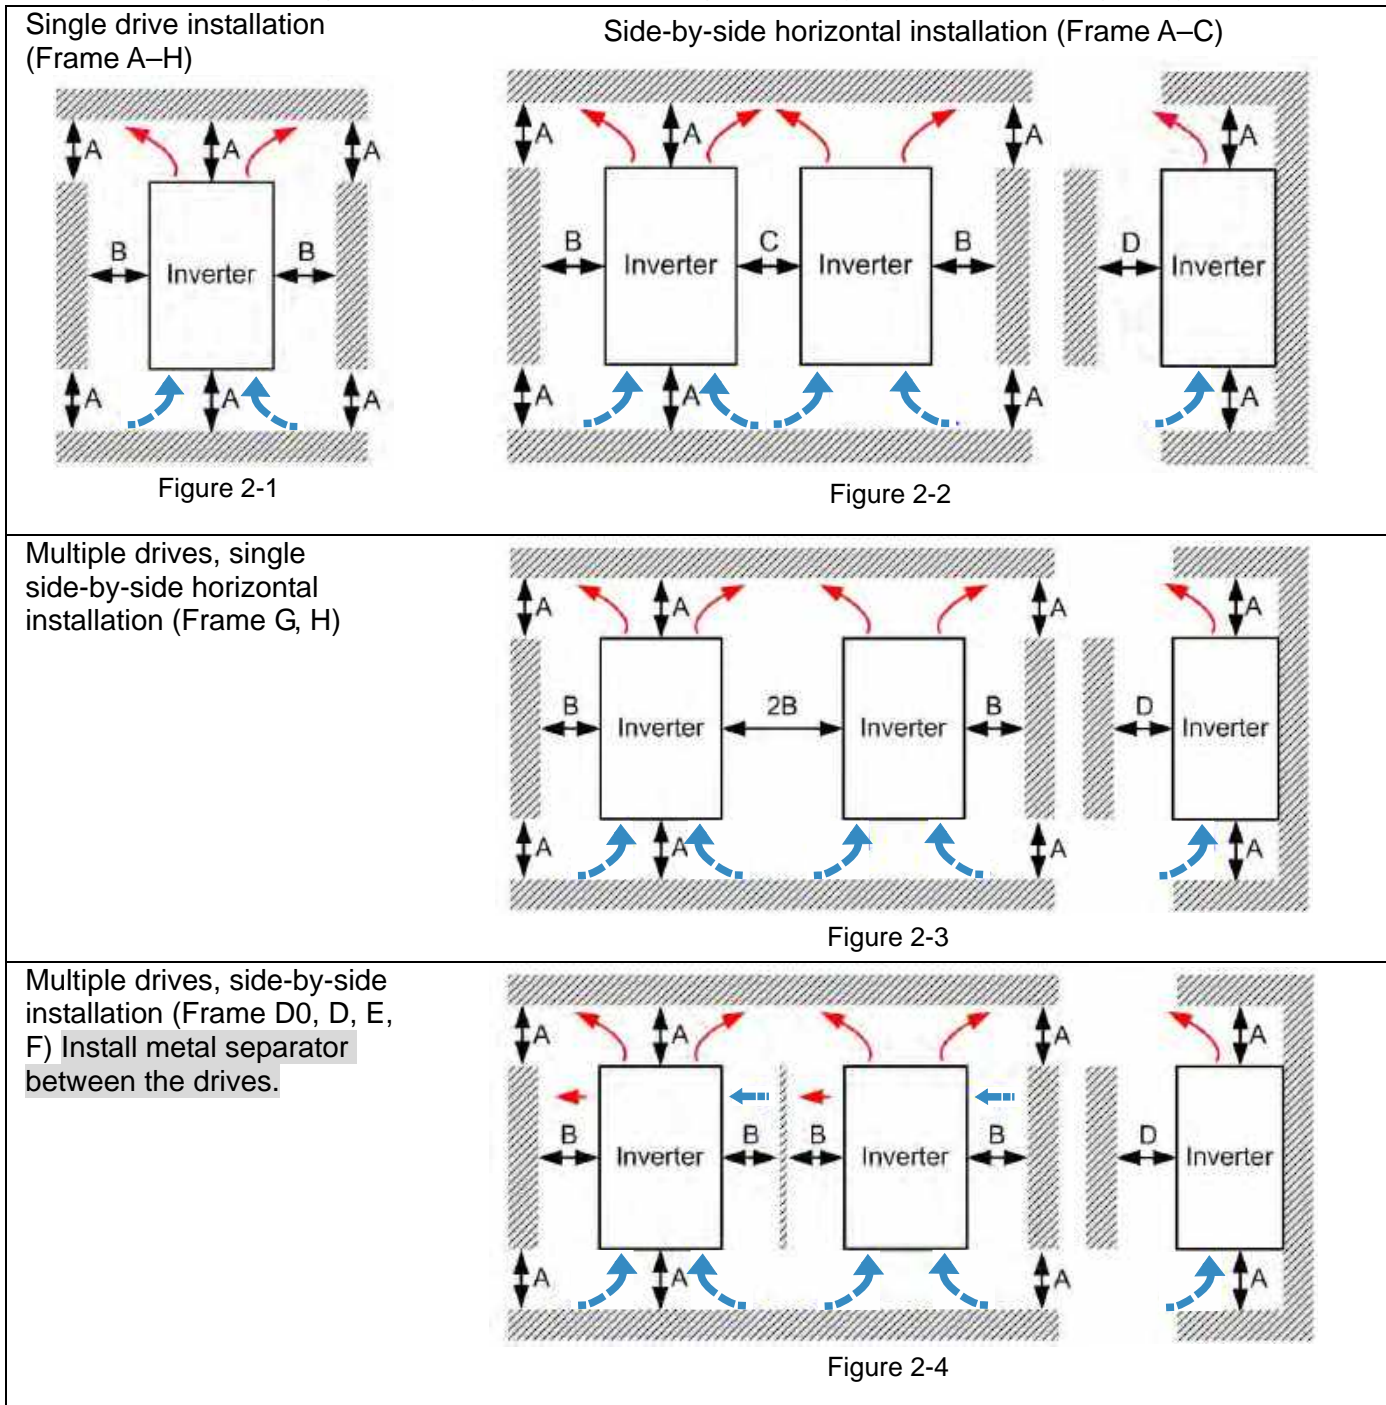 Single drive installation
(Frame A–H)
A
A
A
B
B
Inverter
A
A
A
Figure 2-1
Side-by-side horizontal installation (Frame A–C)
A
A
A
A
B
C
B
D
Inverter
Inverter
Inverter
A
A
A
A
Figure 2-2
Multiple drives, single
side-by-side horizontal
installation (Frame G, H)
A
A
A
A
B
2B
B
D
Inverter
Inverter
Inverter
A
A
A
A
Figure 2-3
Multiple drives, side-by-side
installation (Frame D0, D, E,
F) Install metal separator
between the drives.
A
A
A
A
B
B
B
B
D
Inverter
Inverter
Inverter
A
A
A
A
Figure 2-4